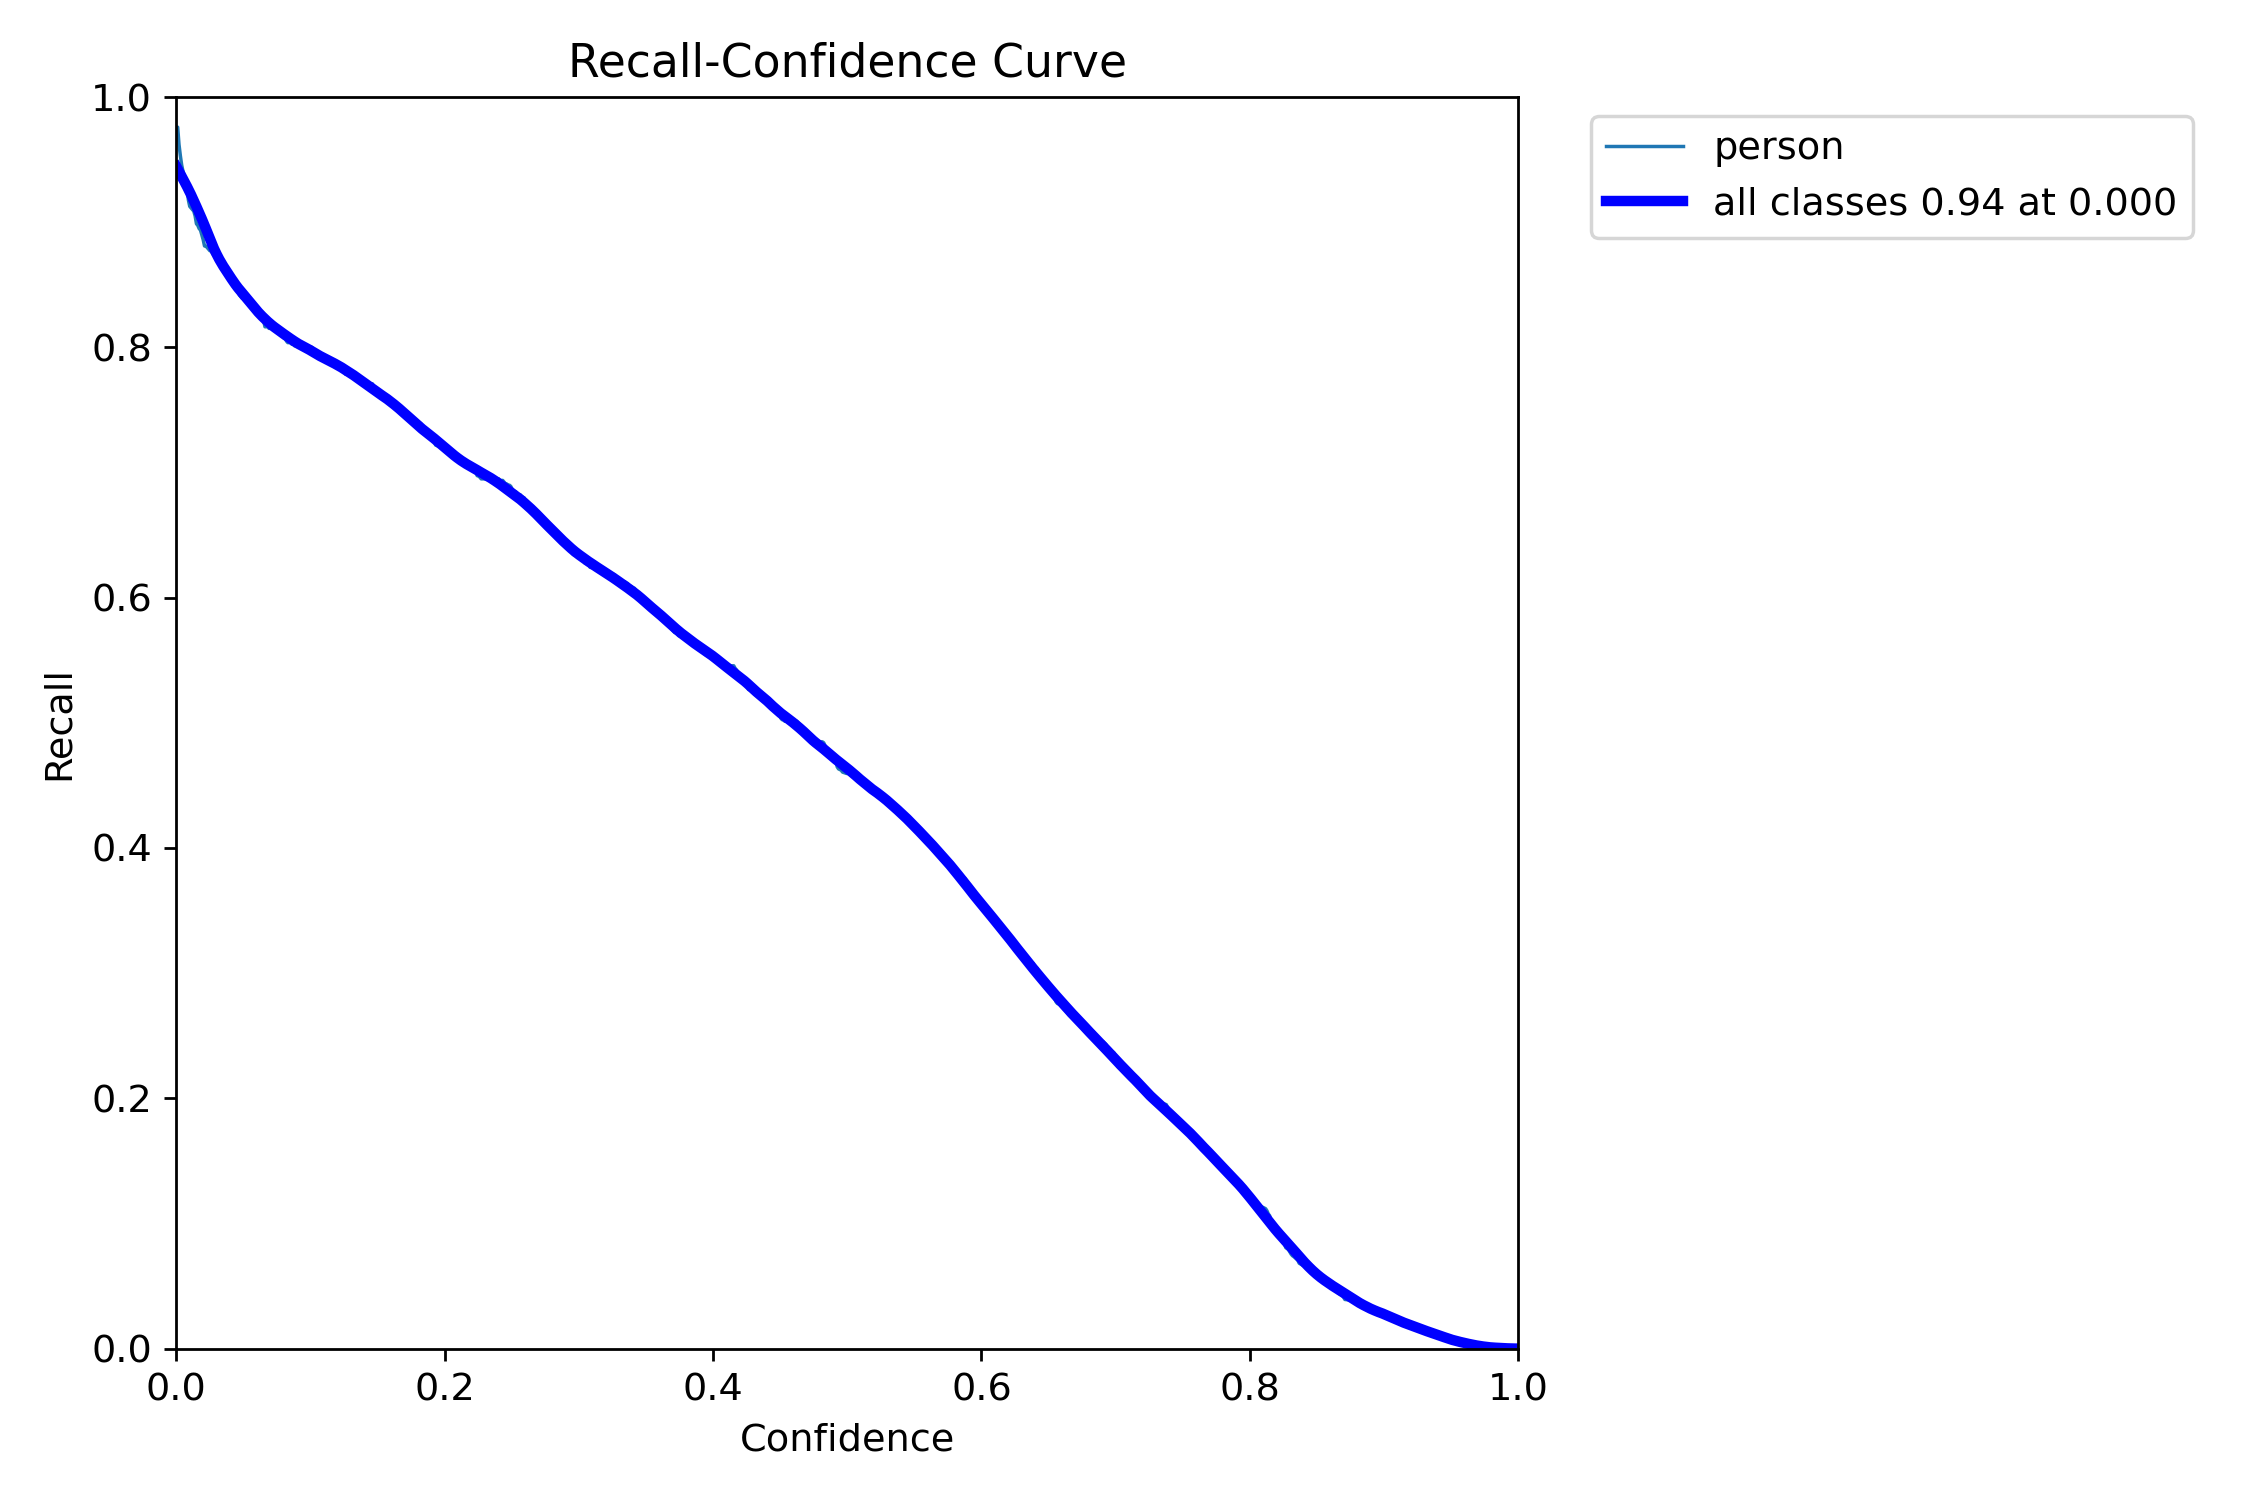 Recall-Confidence Curve
1.0
0.8
0.6
0.4
0.2
0.0
Recall
0.0 0.2 0.4 0.6 0.8 1.0
Confidence
person
all classes 0.94 at 0.000